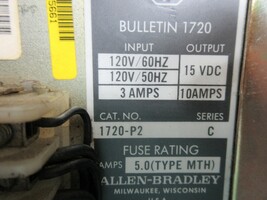 BULLETIN 1720
INPUT OUTPUT
120V/60HZ
120V/50HZ 15 VDC
3 AMPS 10AMPS
CAT. NO. SERIES
1720-P2 C
FUSE RATING
AMPS 5.0(TYPE MTH)
ALLEN-BRADLEY
MILWAUKEE, WISCONSIN